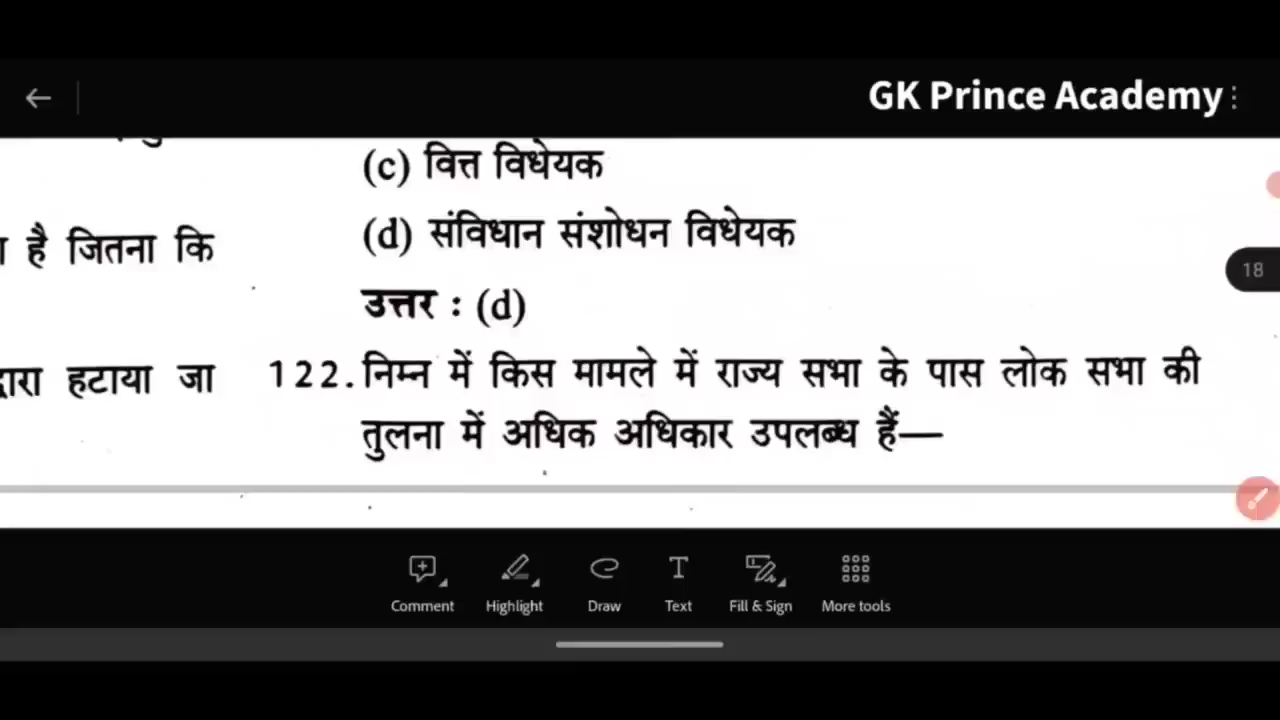 GK Prince Academy
(c) वित्त विधेयक
है जितना कि
(d) संविधान संशोधन विधेयक
18
उत्तर : (d)
हटाया जा
122. निम्न में किस मामले में राज्य सभा के पास लोक सभा की
तुलना में अधिक अधिकार उपलब्ध हैं—
Comment Highlight Draw Text Fill & Sign More tools